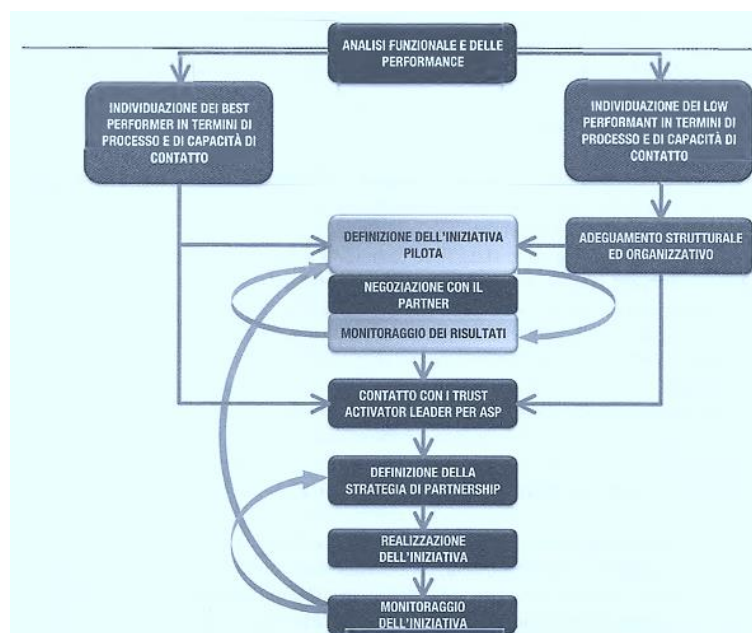 ANALISI FUNZIONALE E DELLE
PERFORMANCE
INDIVIDUAZIONE DEI BEST
PERFORMER IN TERMINI DI
PROCESSO E DI CAPACITÀ DI
CONTATTO
INDIVIDUAZIONE DEI LOW
PERFORMANT IN TERMINI DI
PROCESSO E DI CAPACITÀ DI
CONTATTO
DEFINIZIONE DELL'INIZIATIVA
PILOTA
ADEGUAMENTO STRUTTURALE
ED ORGANIZZATIVO
NEGOZIAZIONE CON IL
PARTNER
MONITORAGGIO DEI RISULTATI
CONTATTO CON I TRUST
ACTIVATOR LEADER PER ASP
DEFINIZIONE DELLA
STRATEGIA DI PARTNERSHIP
REALIZZAZIONE
DELL'INIZIATIVA
MONITORAGGIO
DELL'INIZIATIVA